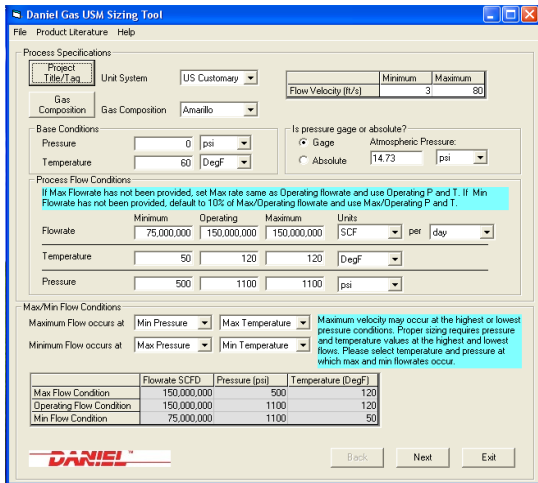 Daniel Gas USM Sizing Tool
File Product Literature Help
Process Specifications
Project Title/Tag Unit System US Customary
Minimum Maximum
Flow Velocity (ft/s) 3 80
Gas Composition Gas Composition Amarillo
Base Conditions
Pressure 0 psi
Temperature 60 DegF
Is pressure gage or absolute?
Gage Atmospheric Pressure:
Absolute 14.73 psi
Process Flow Conditions
If Max Flowrate has not been provided, set Max rate same as Operating flowrate and use Operating P and T. If Min
Flowrate has not been provided, default to 10% of Max/Operating flowrate and use Max/Operating P and T.
Minimum Operating Maximum Units
Flowrate 75,000,000 150,000,000 150,000,000 SCF per day
Temperature 50 120 120 DegF
Pressure 500 1100 1100 psi
Max/Min Flow Conditions
Maximum Flow occurs at Min Pressure Max Temperature
Minimum Flow occurs at Max Pressure Min Temperature
Maximum velocity may occur at the highest or lowest
pressure conditions. Proper sizing requires pressure
and temperature values at the highest and lowest
flows. Please select temperature and pressure at
which max and min flowrates occur.
Flowrate SCFD Pressure (psi) Temperature (DegF)
Max Flow Condition 150,000,000 500 120
Operating Flow Condition 150,000,000 1100 120
Min Flow Condition 75,000,000 1100 50
DANIEL™
Back Next Exit